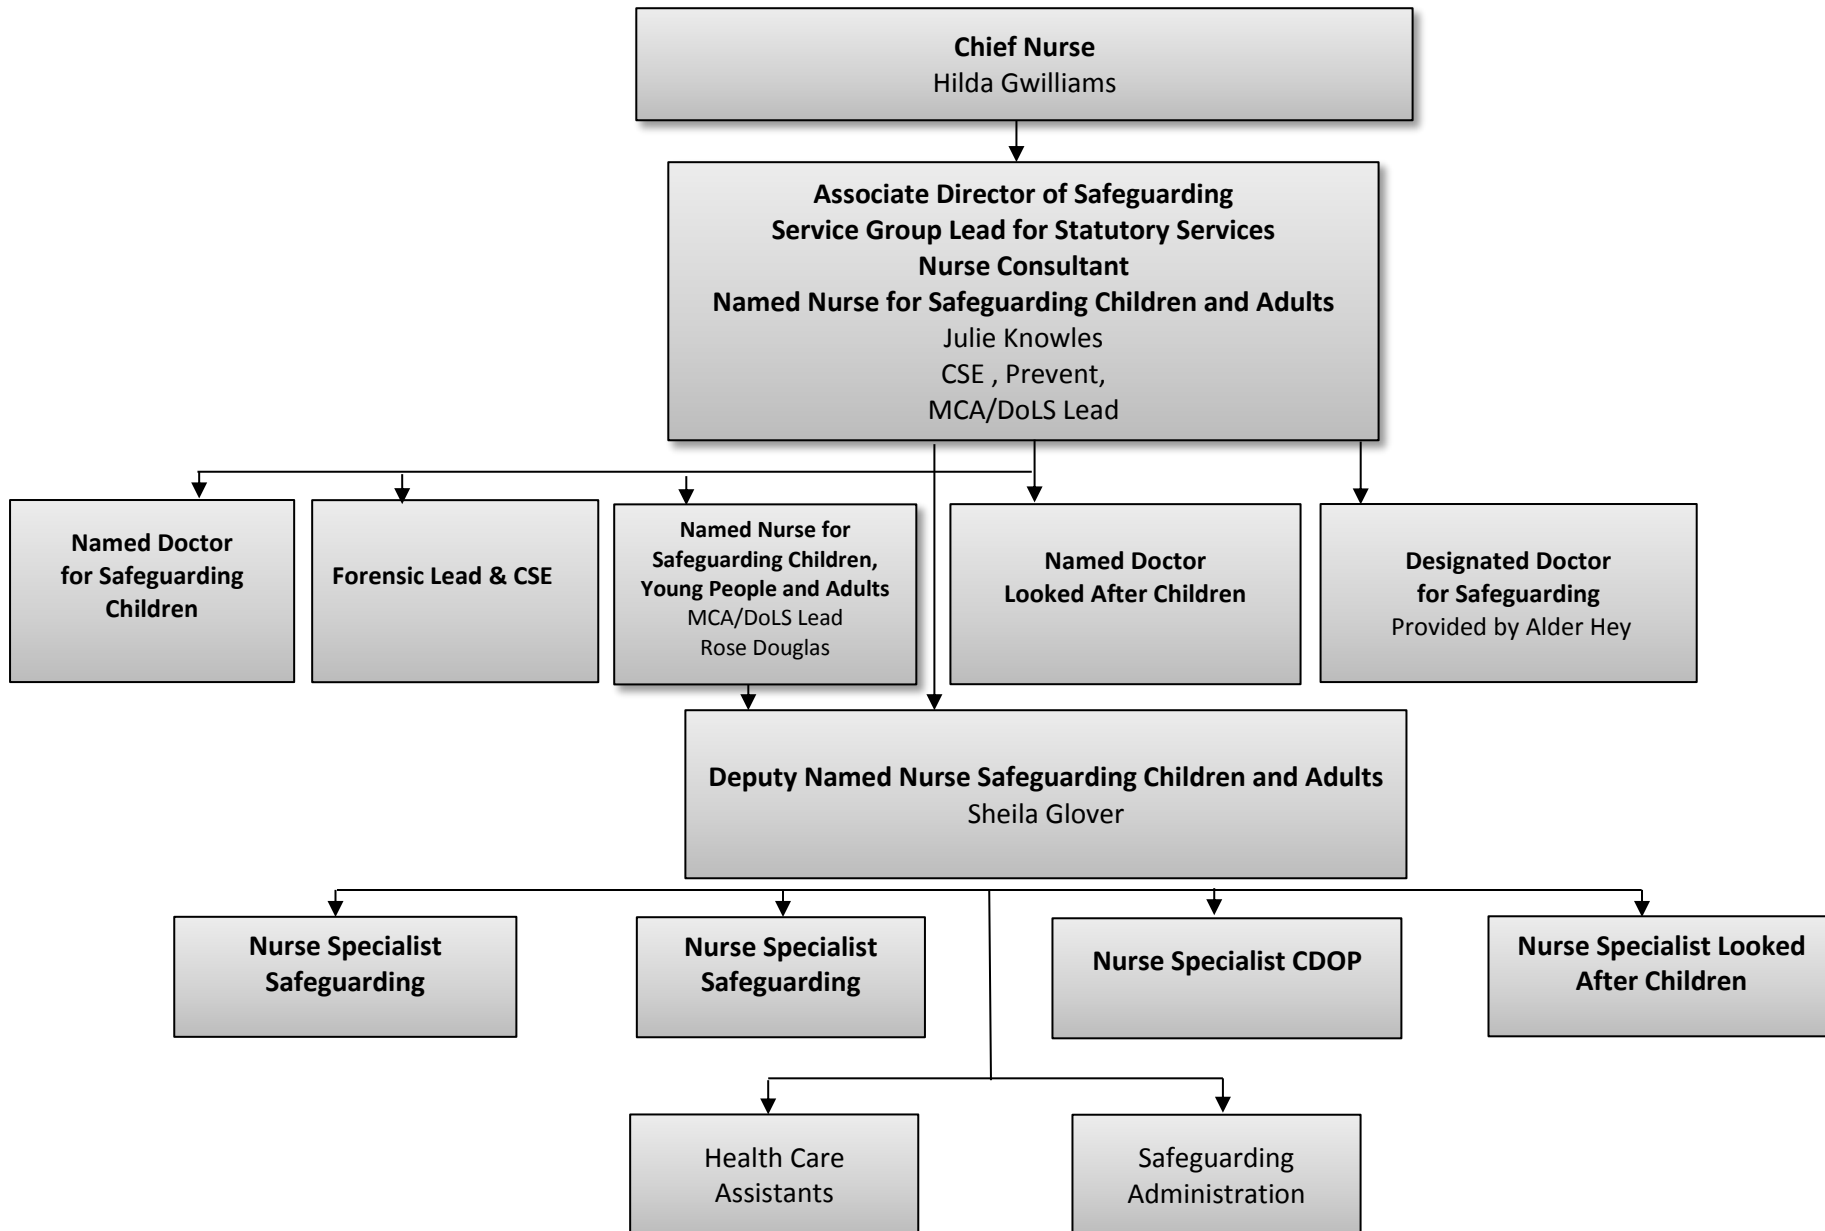 Chief Nurse
Hilda Gwilliams
Associate Director of Safeguarding
Service Group Lead for Statutory Services
Nurse Consultant
Named Nurse for Safeguarding Children and Adults
Julie Knowles
CSE , Prevent,
MCA/DoLS Lead
Named Doctor
for Safeguarding
Children
Forensic Lead & CSE
Named Nurse for
Safeguarding Children,
Young People and Adults
MCA/DoLS Lead
Rose Douglas
Named Doctor
Looked After Children
Designated Doctor
for Safeguarding
Provided by Alder Hey
Deputy Named Nurse Safeguarding Children and Adults
Sheila Glover
Nurse Specialist
Safeguarding
Nurse Specialist
Safeguarding
Nurse Specialist CDOP
Nurse Specialist Looked
After Children
Health Care
Assistants
Safeguarding
Administration